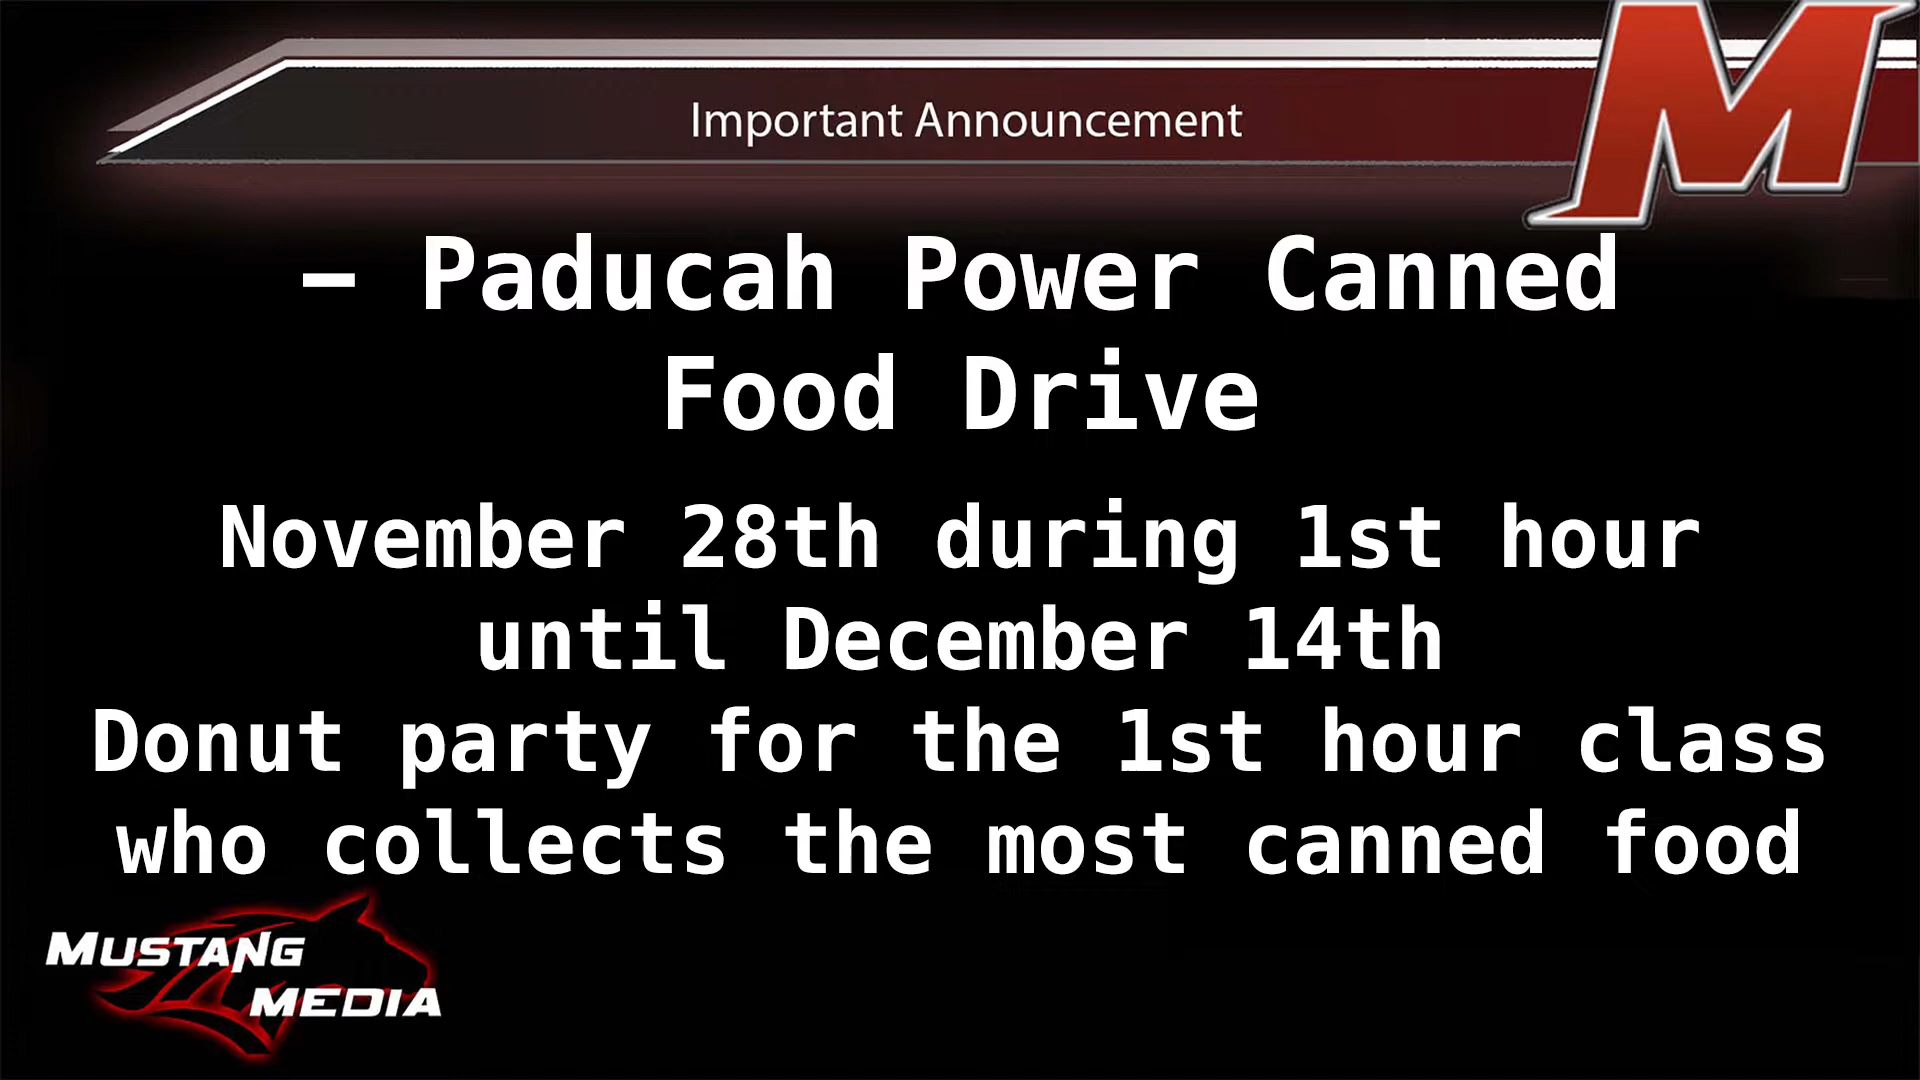 M
Important Announcement
– Paducah Power Canned
Food Drive
November 28th during 1st hour
until December 14th
Donut party for the 1st hour class
who collects the most canned food
MUSTANG
MEDIA